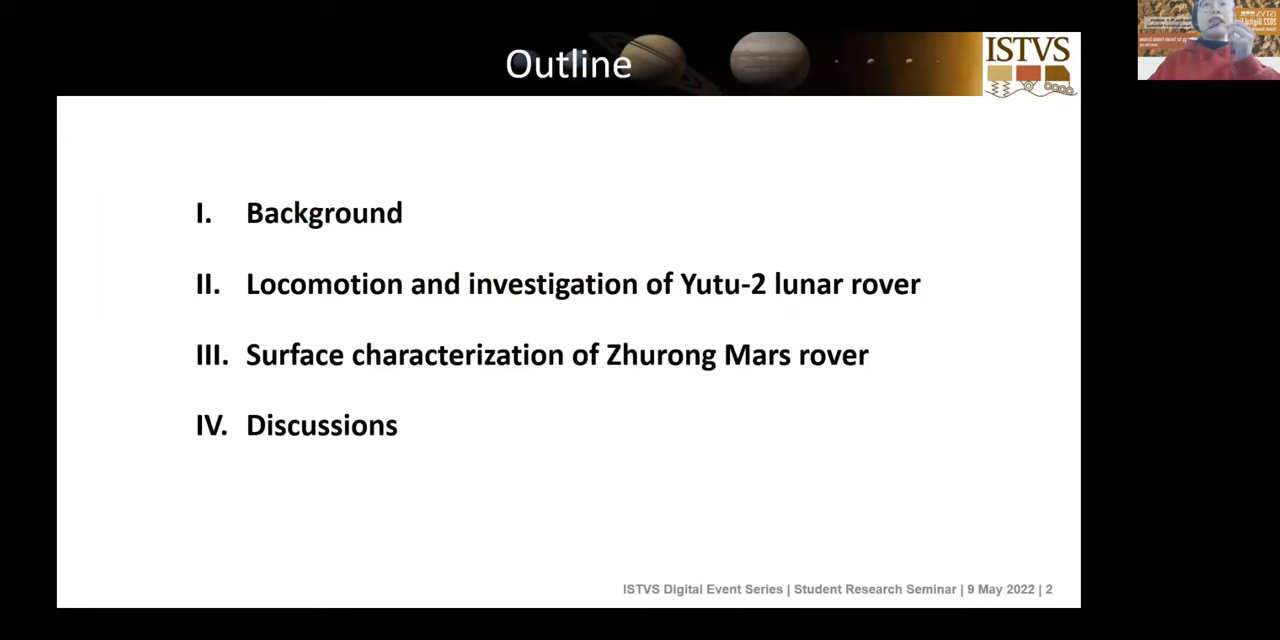 Outline
ISTVS
I. Background
II. Locomotion and investigation of Yutu-2 lunar rover
III. Surface characterization of Zhurong Mars rover
IV. Discussions
ISTVS Digital Event Series | Student Research Seminar | 9 May 2022 | 2